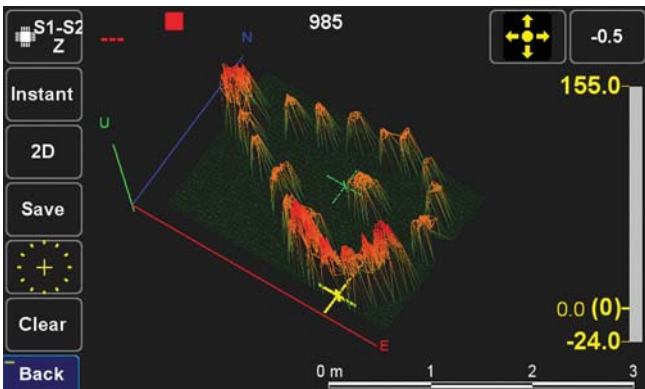 S1-S2
Z
---
985
-0.5
Instant
2D
Save
Clear
Back
N
U
E
155.0
0.0 (0)
-24.0
0 m 1 2 3